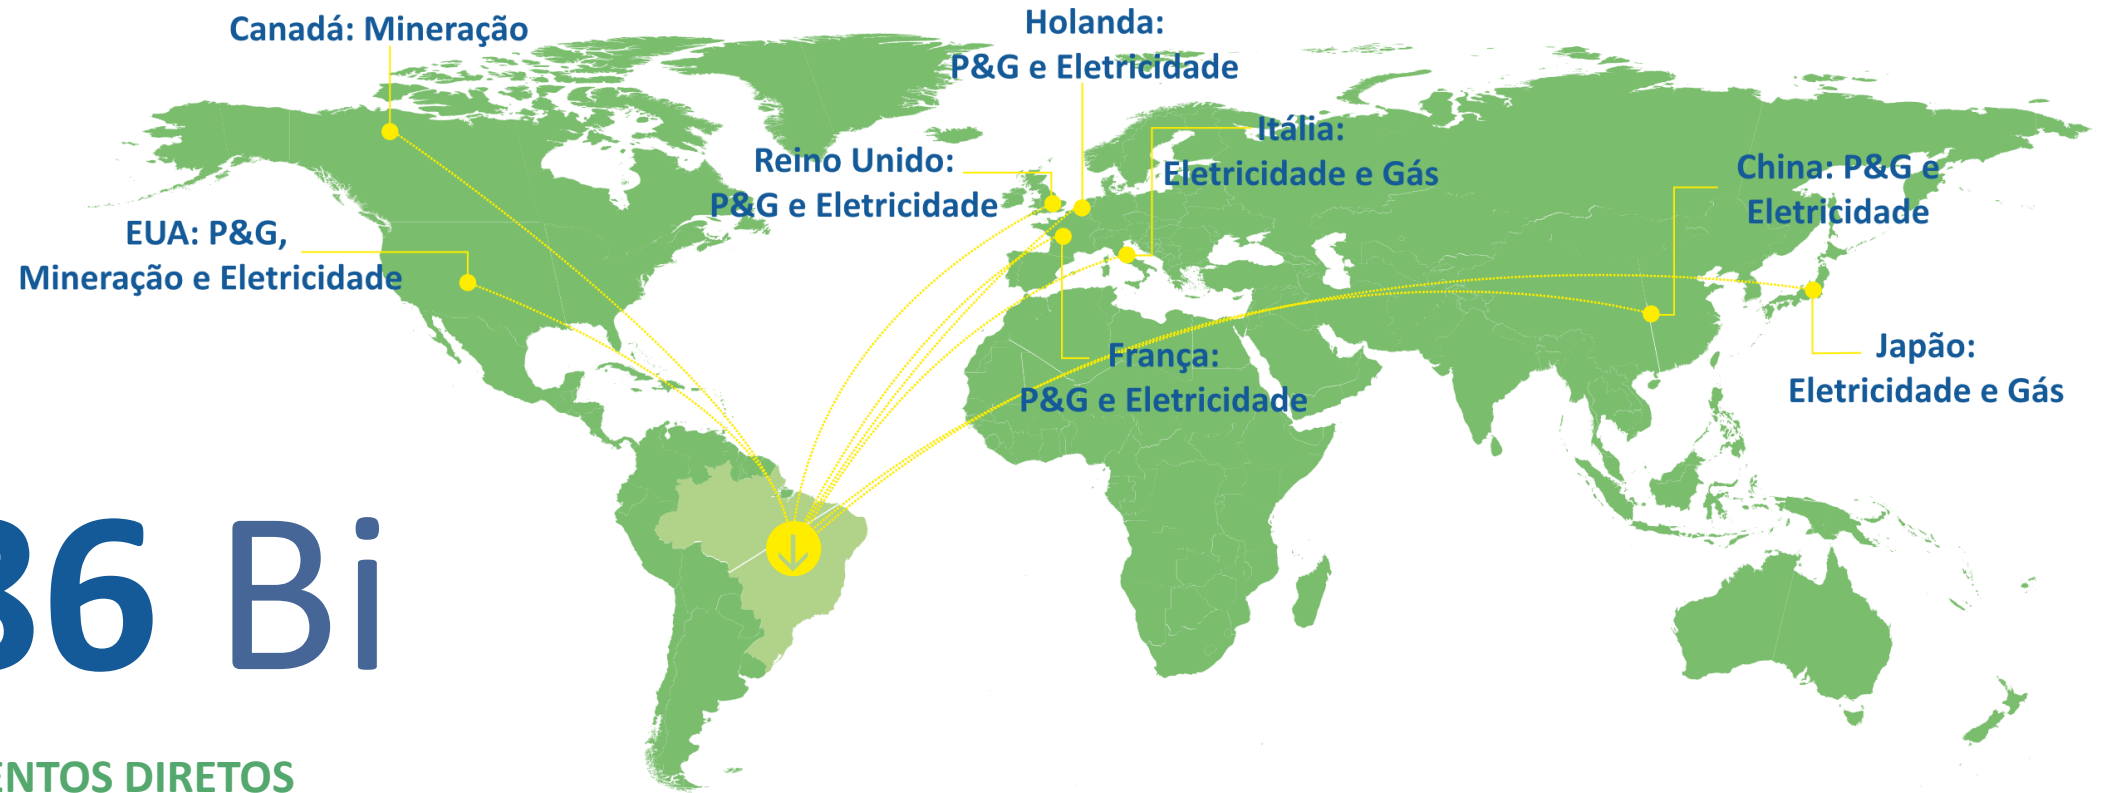 Canadá: Mineração
Holanda:
P&G e Eletricidade
Itália:
Eletricidade e Gás
Reino Unido:
P&G e Eletricidade
China: P&G e
Eletricidade
EUA: P&G,
Mineração e Eletricidade
França:
P&G e Eletricidade
Japão:
Eletricidade e Gás
36 Bi
ENTOS DIRETOS